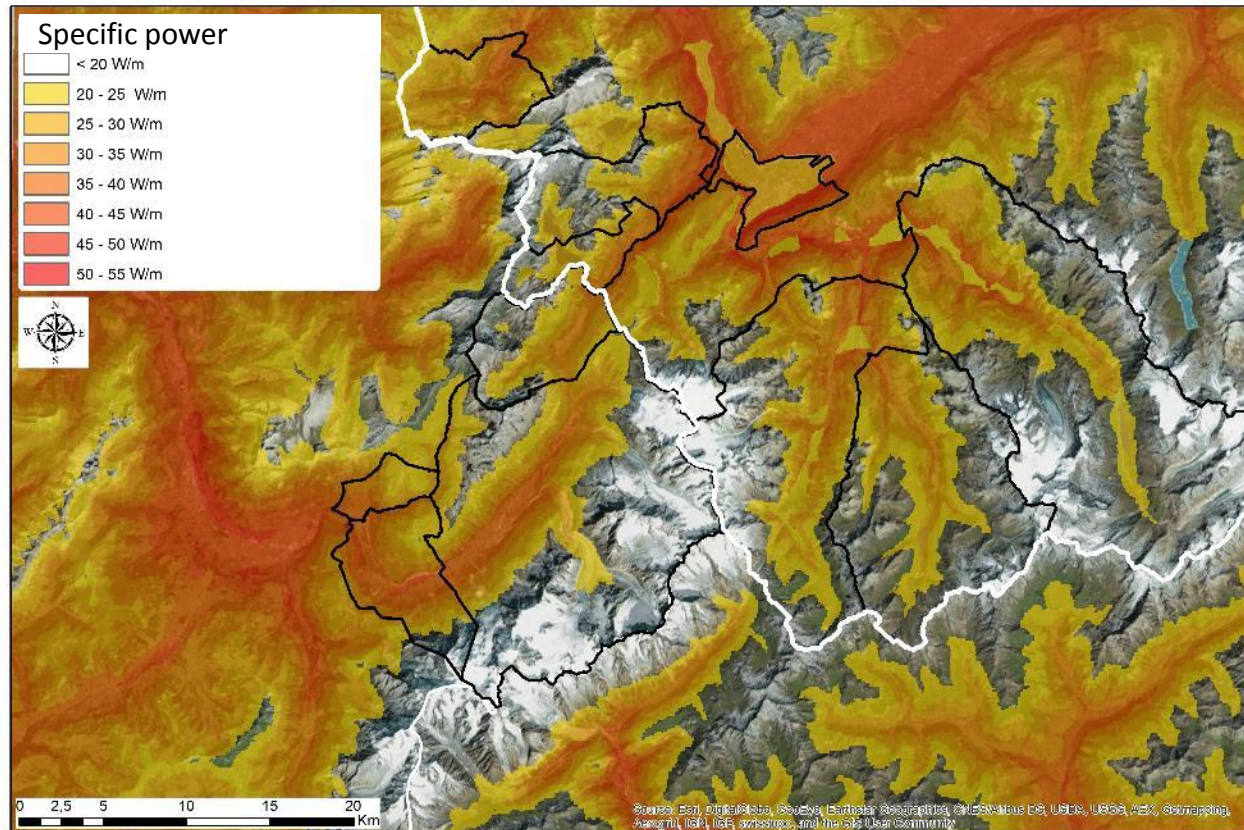 Specific power
< 20 W/m
20 - 25 W/m
25 - 30 W/m
30 - 35 W/m
35 - 40 W/m
40 - 45 W/m
45 - 50 W/m
50 - 55 W/m
N
W
E
S
0 2,5 5 10 15 20
Km
Source: Esri, DigitalGlobe, GeoEye, Earthstar Geographics, CNES/Airbus DS, USDA, USGS, AEX, Getmapping,
Aerogrid, IGN, IGP, swisstopo, and the GIS User Community